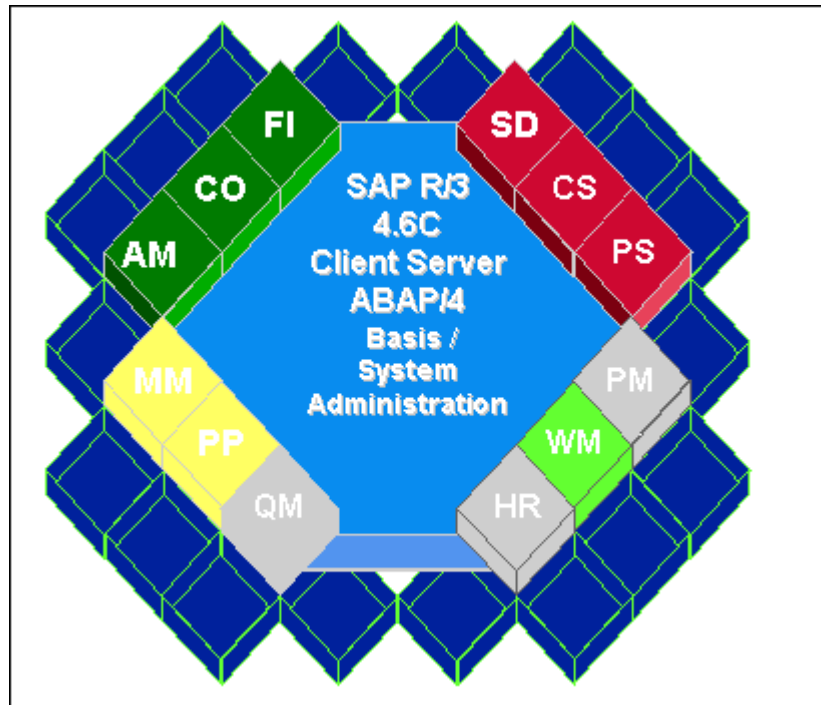 FI
CO
AM
SD
CS
PS
SAP R/3
4.6C
Client Server
ABAP/4
Basis /
System
Administration
MM
PP
QM
PM
WM
HR